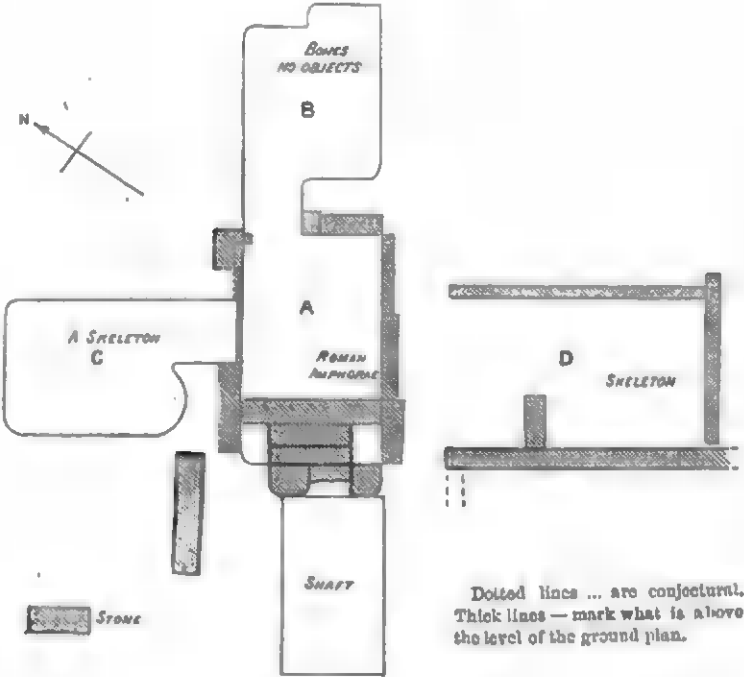 BONES
NO OBJECTS
B
N
A
A SKELETON
C
ROMAN
AMPHORAE
D
SKELETON
SHAFT
STONE
Dotted lines ... are conjectural.
Thick lines — mark what is above
the level of the ground plan.